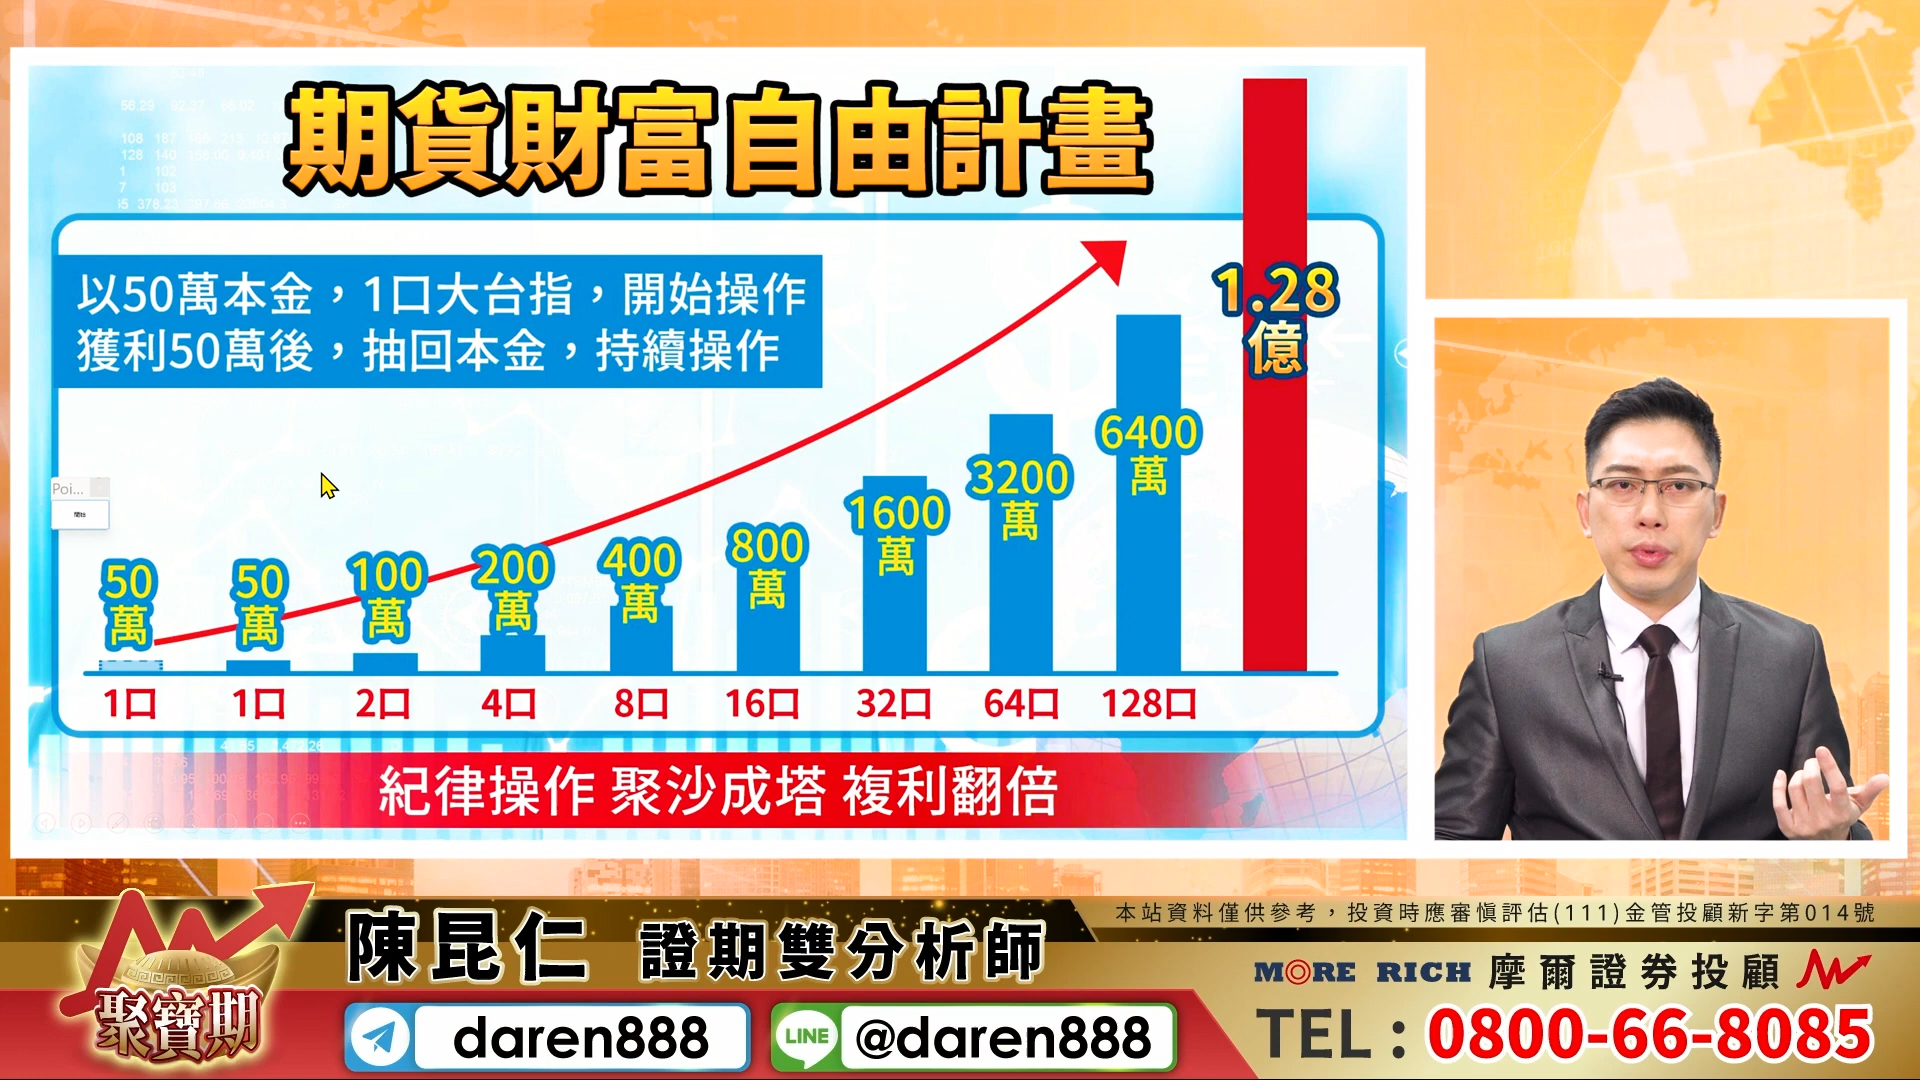 期貨財富自由計畫
以50萬本金，1口大台指，開始操作
獲利50萬後，抽回本金，持續操作
1.28
億
6400
萬
3200
萬
1600
萬
800
萬
400
萬
200
萬
100
萬
50
萬
50
萬
Poi...
開始
1口 1口 2口 4口 8口 16口 32口 64口 128口
紀律操作 聚沙成塔 複利翻倍
聚寶期
陳昆仁 證期雙分析師
daren888
LINE @daren888
本站資料僅供參考，投資時應審慎評估(111)金管投顧新字第014號
MORE RICH 摩爾證券投顧
TEL：0800-66-8085